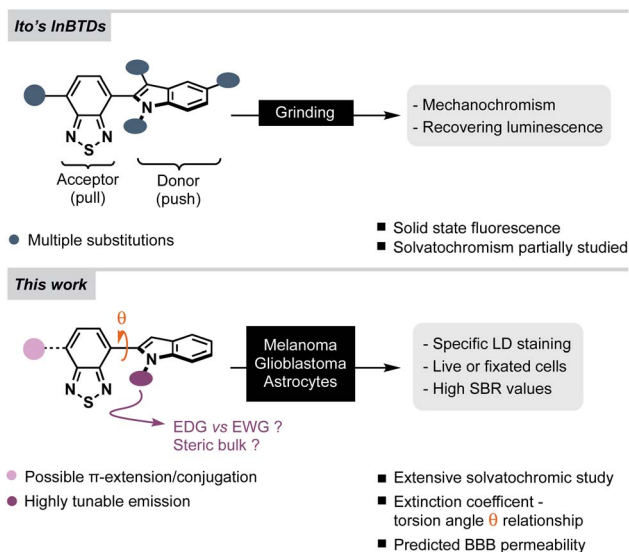 Ito's InBTDs
N
N
N
S
Acceptor
(pull)
Donor
(push)
Grinding
- Mechanochromism
- Recovering luminescence
Multiple substitutions
■ Solid state fluorescence
■ Solvatochromism partially studied
This work
θ
N
N
N
S
EDG vs EWG ?
Steric bulk ?
Melanoma
Glioblastoma
Astrocytes
- Specific LD staining
- Live or fixated cells
- High SBR values
Possible π-extension/conjugation
Highly tunable emission
■ Extensive solvatochromic study
■ Extinction coefficent -
torsion angle θ relationship
■ Predicted BBB permeability